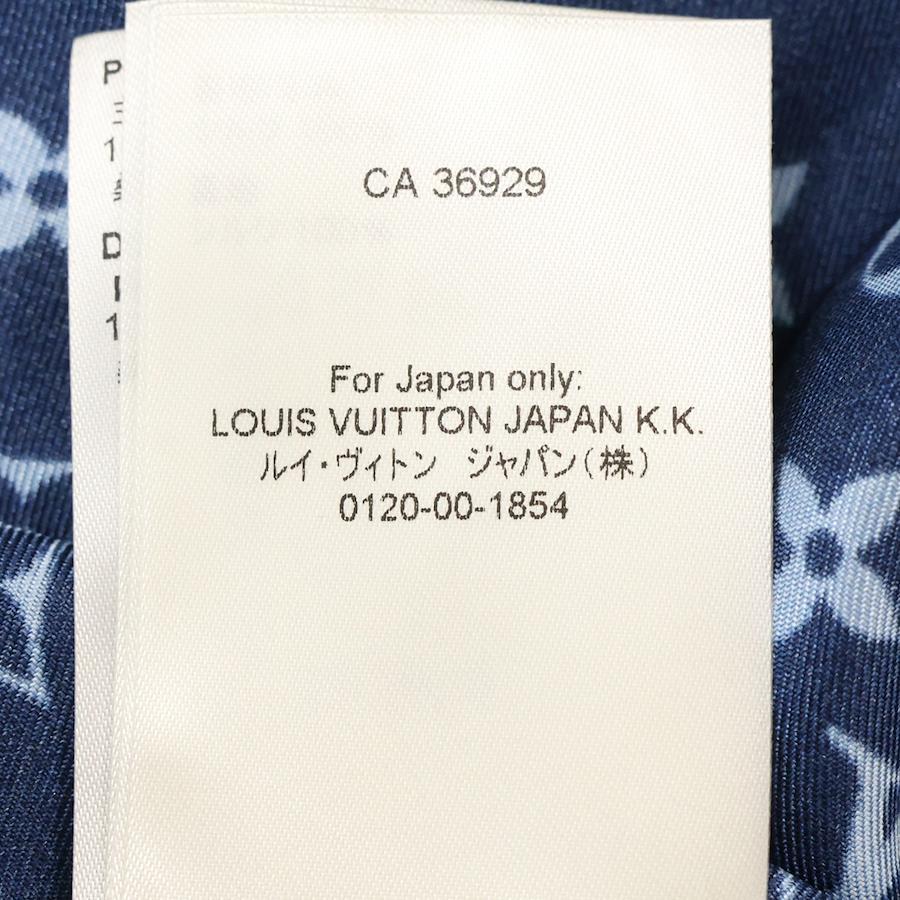 CA 36929
For Japan only:
LOUIS VUITTON JAPAN K.K.
ルイ・ヴィトン ジャパン(株)
0120-00-1854